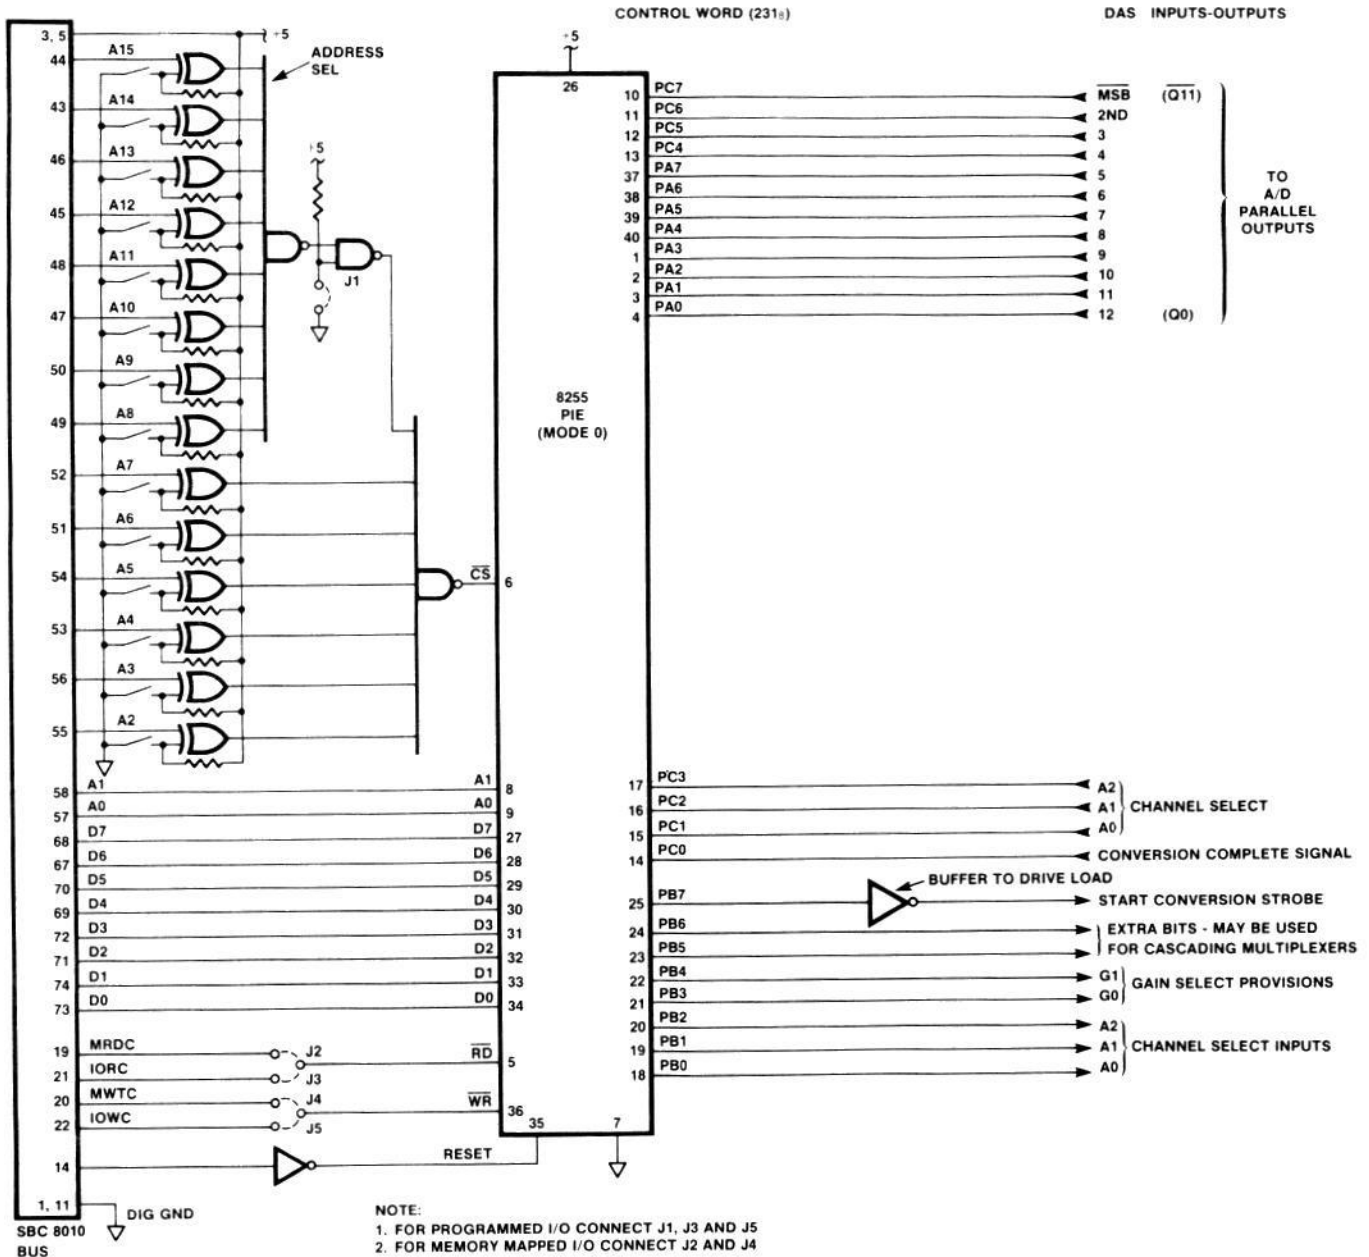 CONTROL WORD (231₈)
DAS INPUTS-OUTPUTS
3, 5
+5
ADDRESS
SEL
44 A15
43 A14
46 A13
45 A12
48 A11
47 A10
50 A9
49 A8
52 A7
51 A6
54 A5
53 A4
56 A3
55 A2
+5
J1
+5
26
8255
PIE
(MODE 0)
10 PC7 MSB (Q11)
11 PC6 2ND
12 PC5 3
13 PC4 4
37 PA7 5
38 PA6 6
39 PA5 7
40 PA4 8
1 PA3 9
2 PA2 10
3 PA1 11
4 PA0 12 (Q0)
TO
A/D
PARALLEL
OUTPUTS
CS 6
58 A1 A1 8
57 A0 A0 9
68 D7 D7 27
67 D6 D6 28
70 D5 D5 29
69 D4 D4 30
72 D3 D3 31
71 D2 D2 32
74 D1 D1 33
73 D0 D0 34
19 MRDC J2
RD 5
21 IORC J3
20 MWTC J4
WR 36
22 IOWC J5
14 RESET 35
7
17 PC3 A2
16 PC2 A1 CHANNEL SELECT
15 PC1 A0
14 PC0 CONVERSION COMPLETE SIGNAL
BUFFER TO DRIVE LOAD
25 PB7 START CONVERSION STROBE
24 PB6 EXTRA BITS - MAY BE USED
23 PB5 FOR CASCADING MULTIPLEXERS
22 PB4 G1 GAIN SELECT PROVISIONS
21 PB3 G0
20 PB2 A2
19 PB1 A1 CHANNEL SELECT INPUTS
18 PB0 A0
1, 11
DIG GND
SBC 8010
BUS
NOTE:
1. FOR PROGRAMMED I/O CONNECT J1, J3 AND J5
2. FOR MEMORY MAPPED I/O CONNECT J2 AND J4